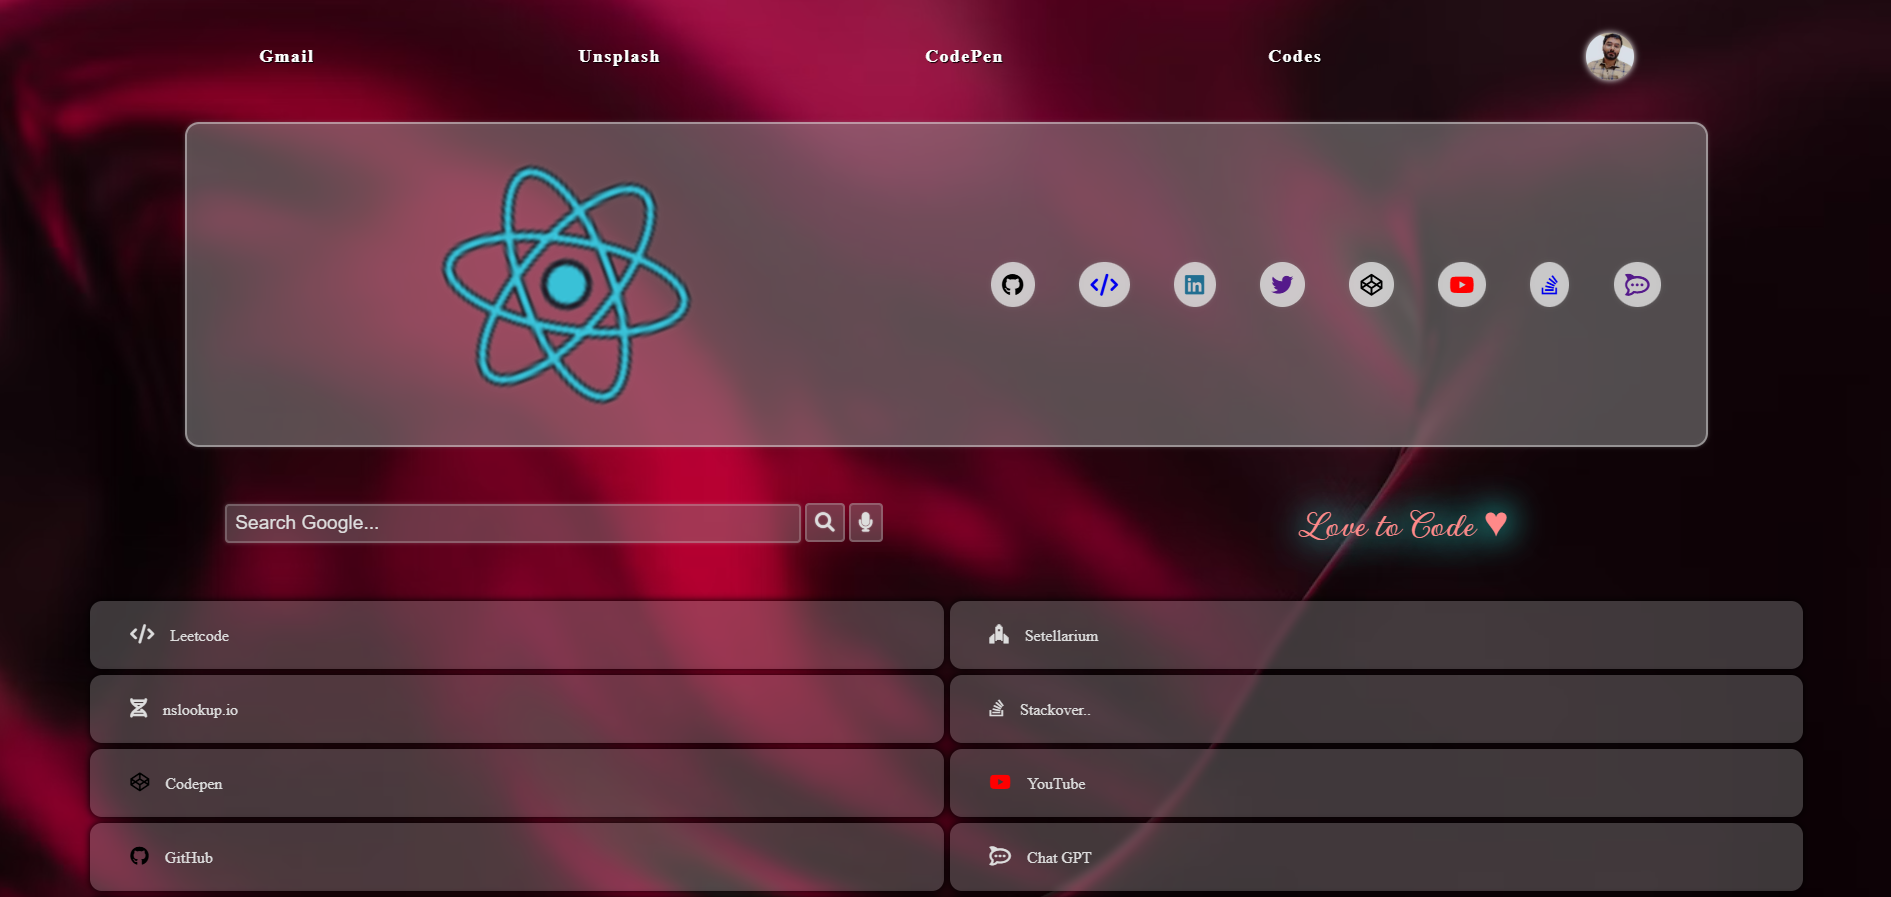 Gmail Unsplash CodePen Codes
Search Google...
Love to Code ♥
Leetcode
Setellarium
nslookup.io
Stackover..
Codepen
YouTube
GitHub
Chat GPT